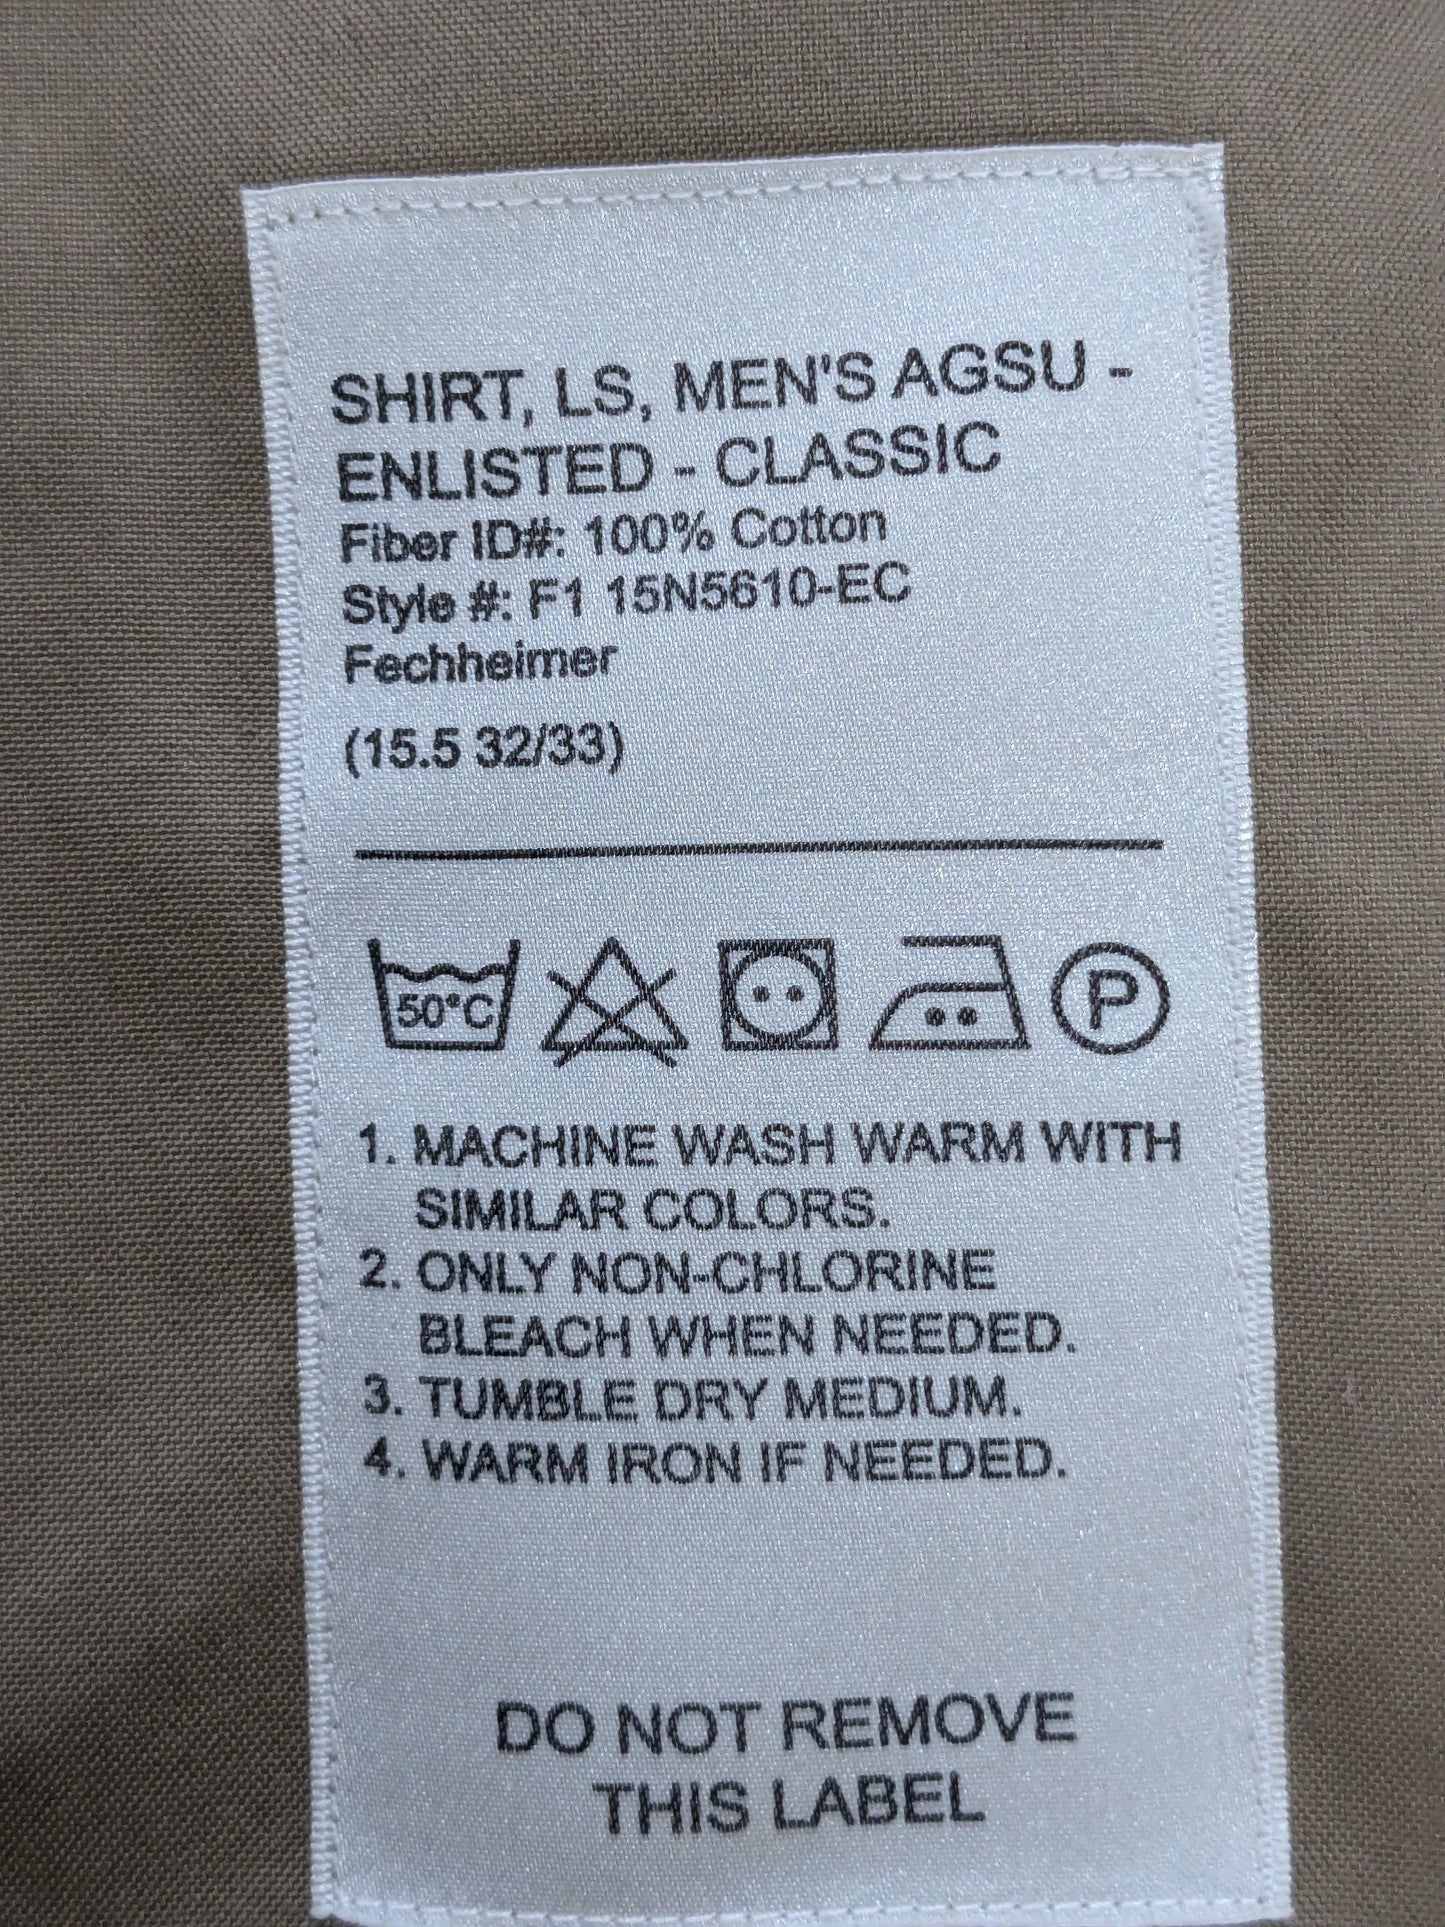 SHIRT, LS, MEN'S AGSU -
ENLISTED - CLASSIC
Fiber ID#: 100% Cotton
Style #: F1 15N5610-EC
Fechheimer
(15.5 32/33)
50°C P
1. MACHINE WASH WARM WITH
SIMILAR COLORS.
2. ONLY NON-CHLORINE
BLEACH WHEN NEEDED.
3. TUMBLE DRY MEDIUM.
4. WARM IRON IF NEEDED.
DO NOT REMOVE
THIS LABEL